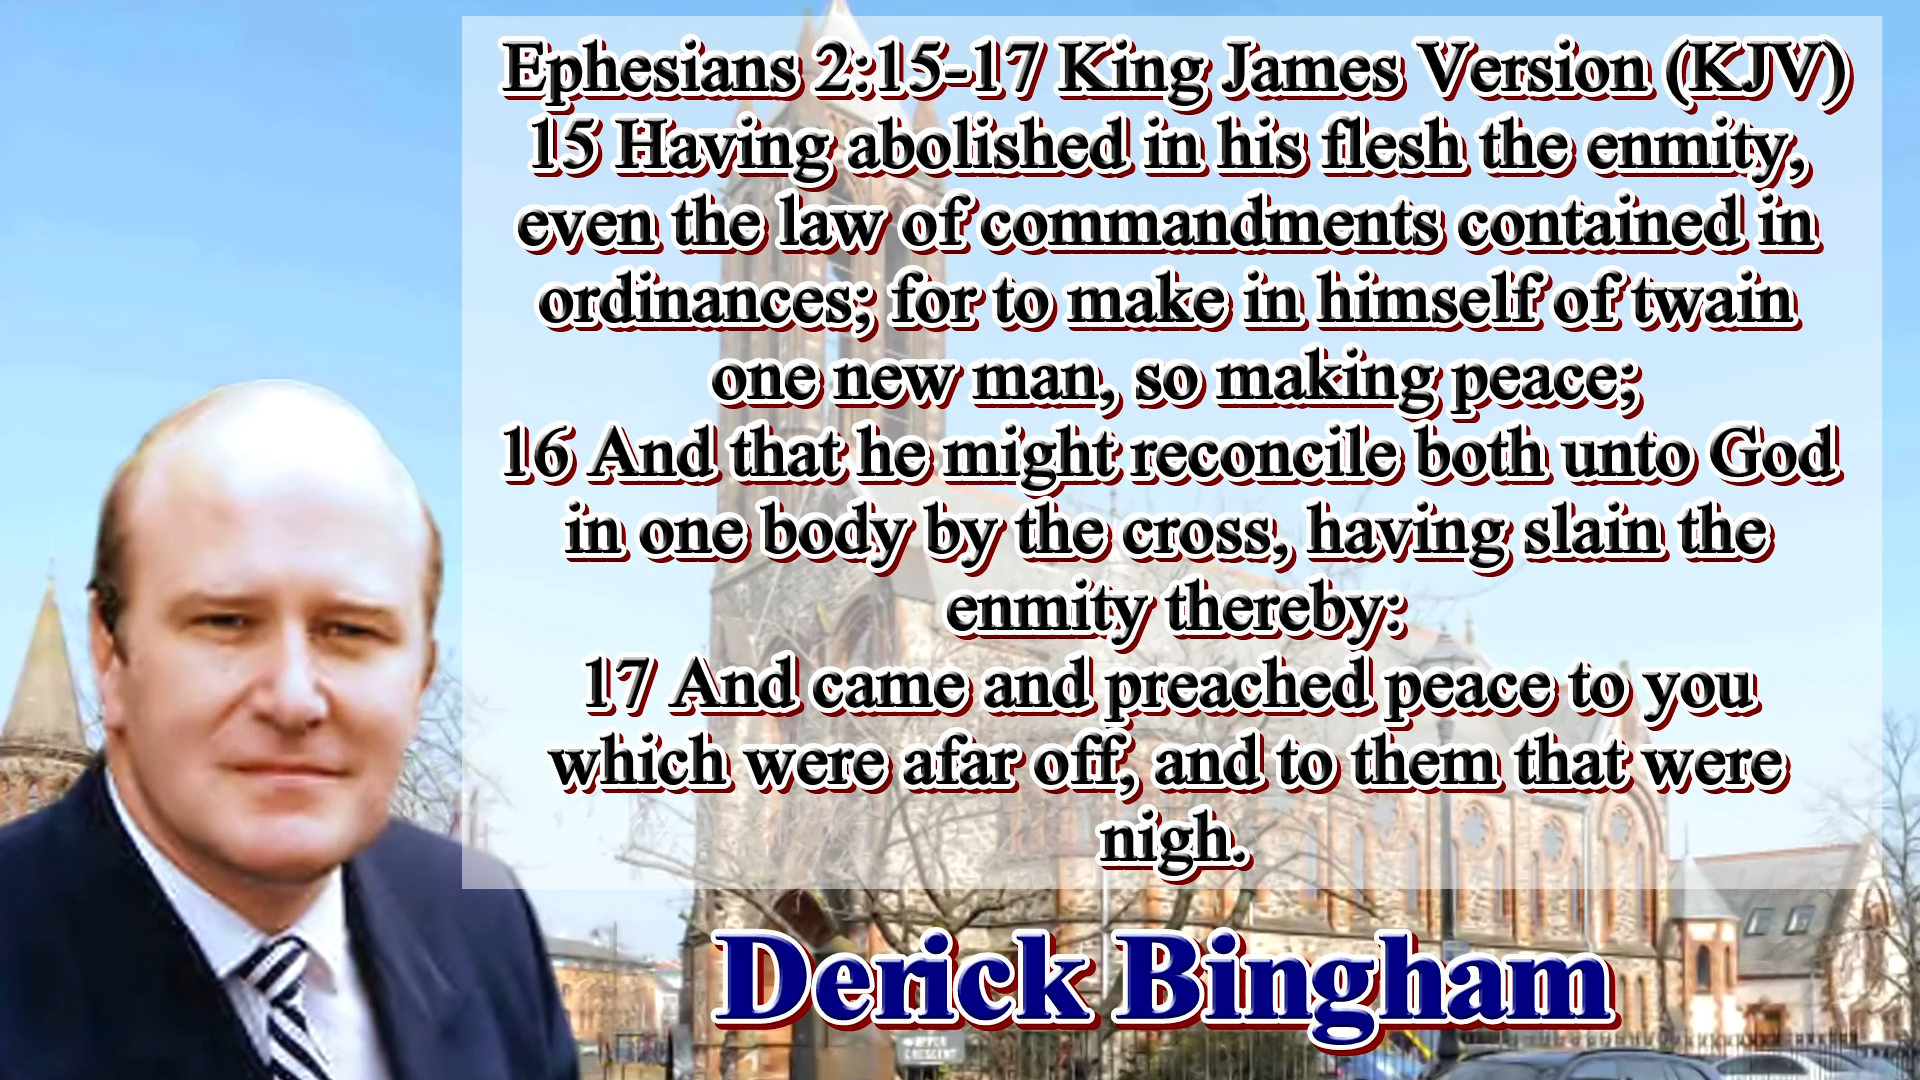 Ephesians 2:15-17 King James Version (KJV)
15 Having abolished in his flesh the enmity,
even the law of commandments contained in
ordinances; for to make in himself of twain
one new man, so making peace;
16 And that he might reconcile both unto God
in one body by the cross, having slain the
enmity thereby:
17 And came and preached peace to you
which were afar off, and to them that were
nigh.
Derick Bingham
UPPER
CRESCENT